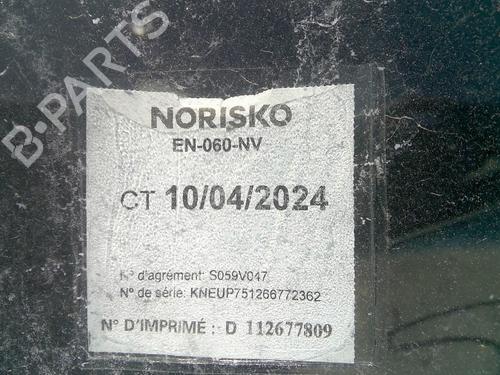 B-PARTS
NORISKO
EN-060-NV
CT 10/04/2024
N° d'agrément: S059V047
N° de série: KNEUP751266772362
N° D'IMPRIMÉ : D 112677809